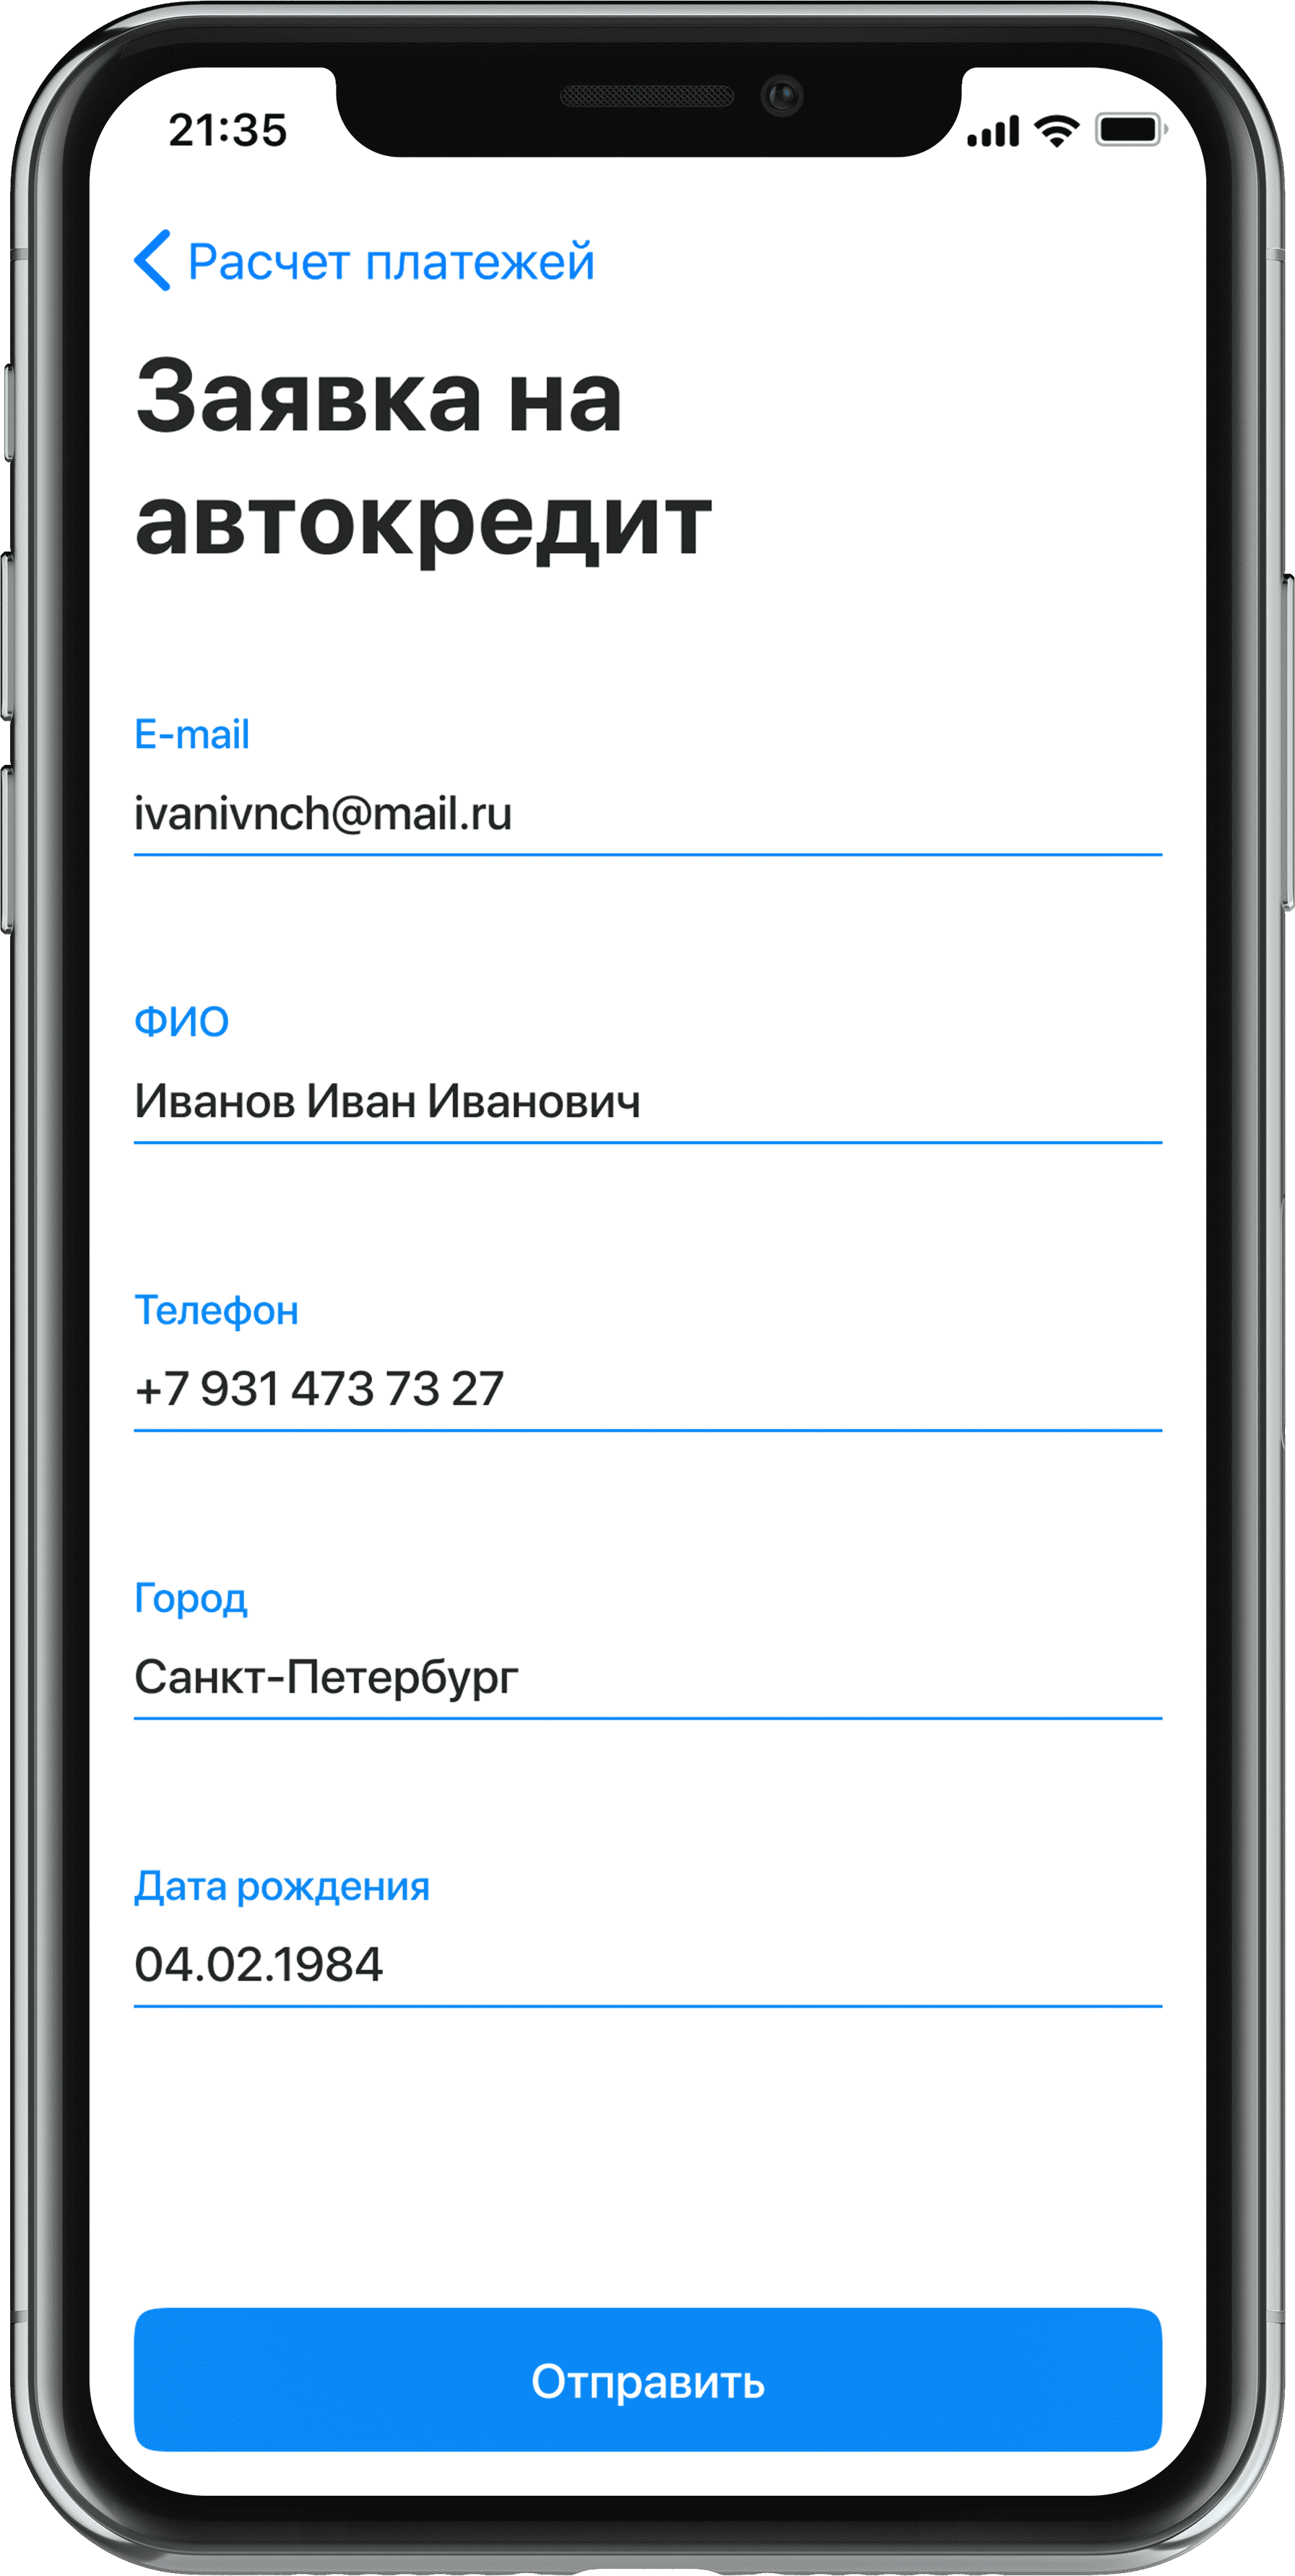 21:35
Расчет платежей
Заявка на
автокредит
E-mail
ivanivnch@mail.ru
ФИО
Иванов Иван Иванович
Телефон
+7 931 473 73 27
Город
Санкт-Петербург
Дата рождения
04.02.1984
Отправить